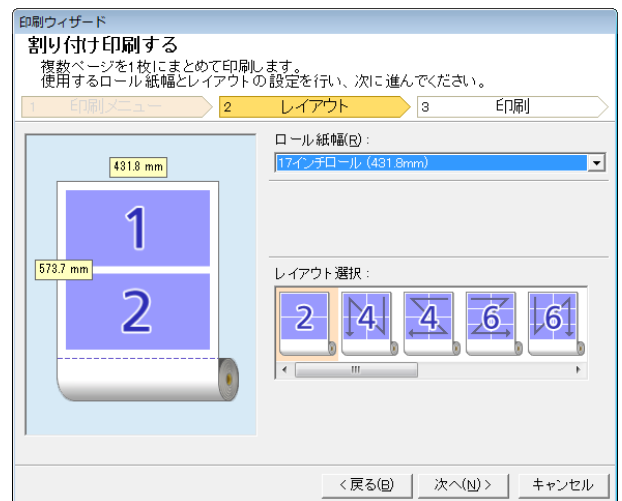 印刷ウィザード
割り付け印刷する
複数ページを1枚にまとめて印刷します。
使用するロール紙幅とレイアウトの設定を行い、次に進んでください。
1 印刷メニュー 2 レイアウト 3 印刷
ロール紙幅(R):
17インチロール (431.8mm)
431.8 mm
1
573.7 mm
2
レイアウト選択:
2 4 4 6 6
<戻る(B) 次へ(N)> キャンセル